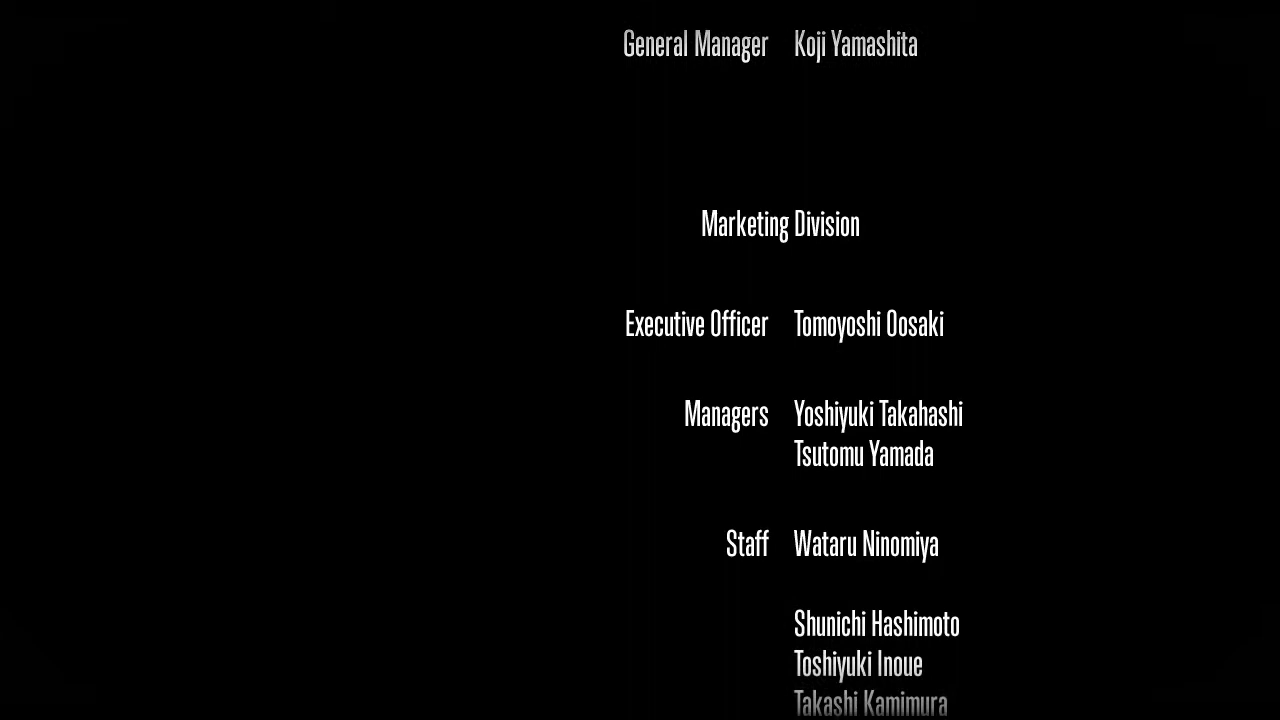 General Manager Koji Yamashita
Marketing Division
Executive Officer Tomoyoshi Oosaki
Managers Yoshiyuki Takahashi
Tsutomu Yamada
Staff Wataru Ninomiya
Shunichi Hashimoto
Toshiyuki Inoue
Takashi Kamimura